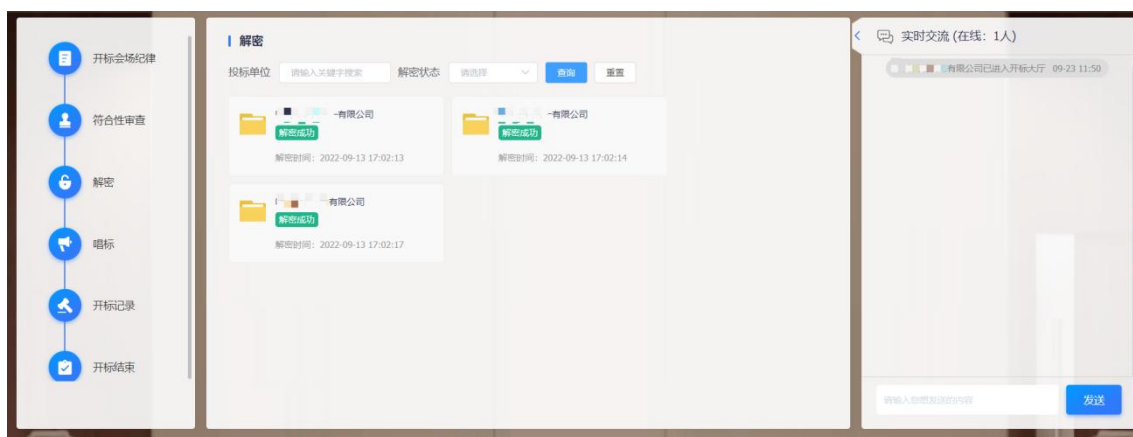 开标会场纪律
符合性审查
解密
唱标
开标记录
开标结束
解密
投标单位 请输入关键字搜索 解密状态 请选择 查询 重置
-有限公司
解密成功
解密时间：2022-09-13 17:02:13
-有限公司
解密成功
解密时间：2022-09-13 17:02:14
有限公司
解密成功
解密时间：2022-09-13 17:02:17
实时交流 (在线：1人)
有限公司已进入开标大厅 09-23 11:50
请输入您想发送的内容 发送